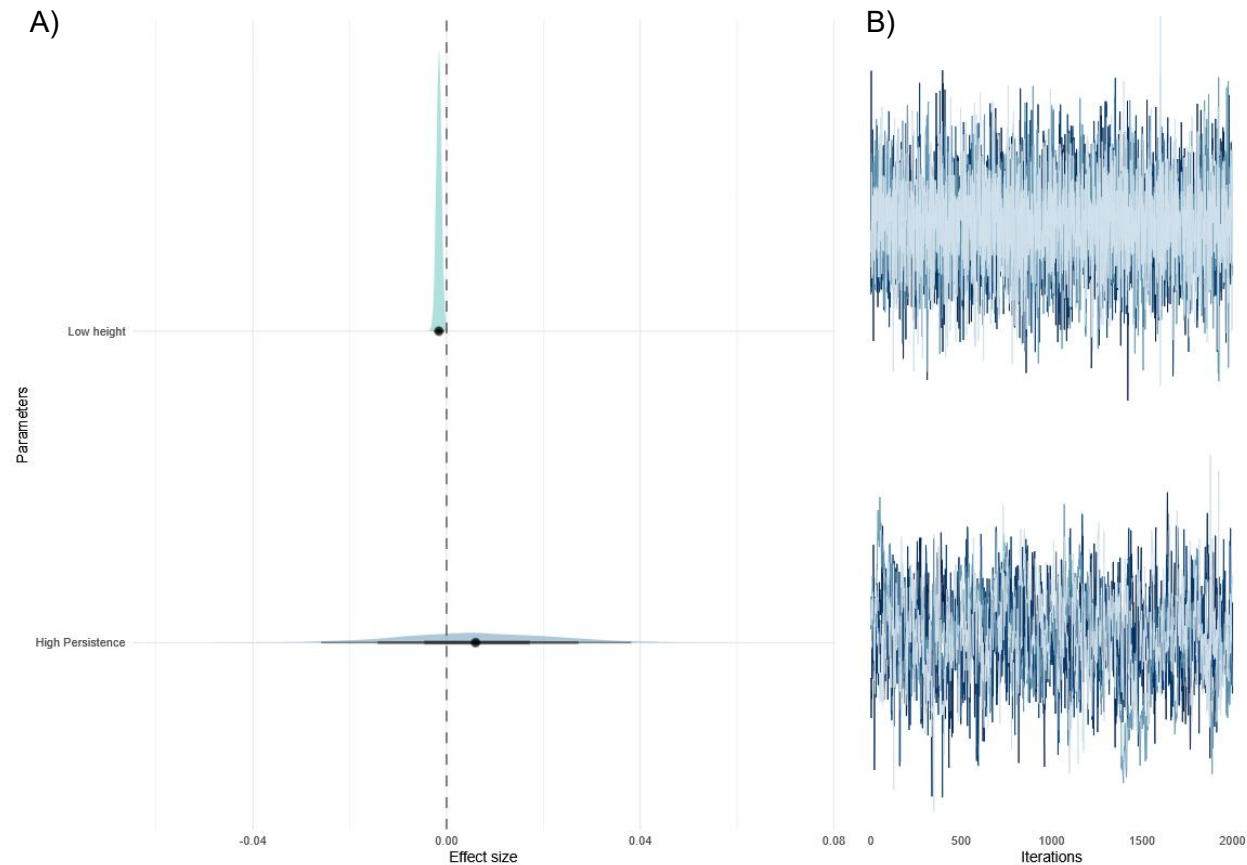 A)
B)
Low height
Parameters
High Persistence
-0.04 0.00 0.04 0.08
Effect size
0 500 1000 1500 2000
Iterations